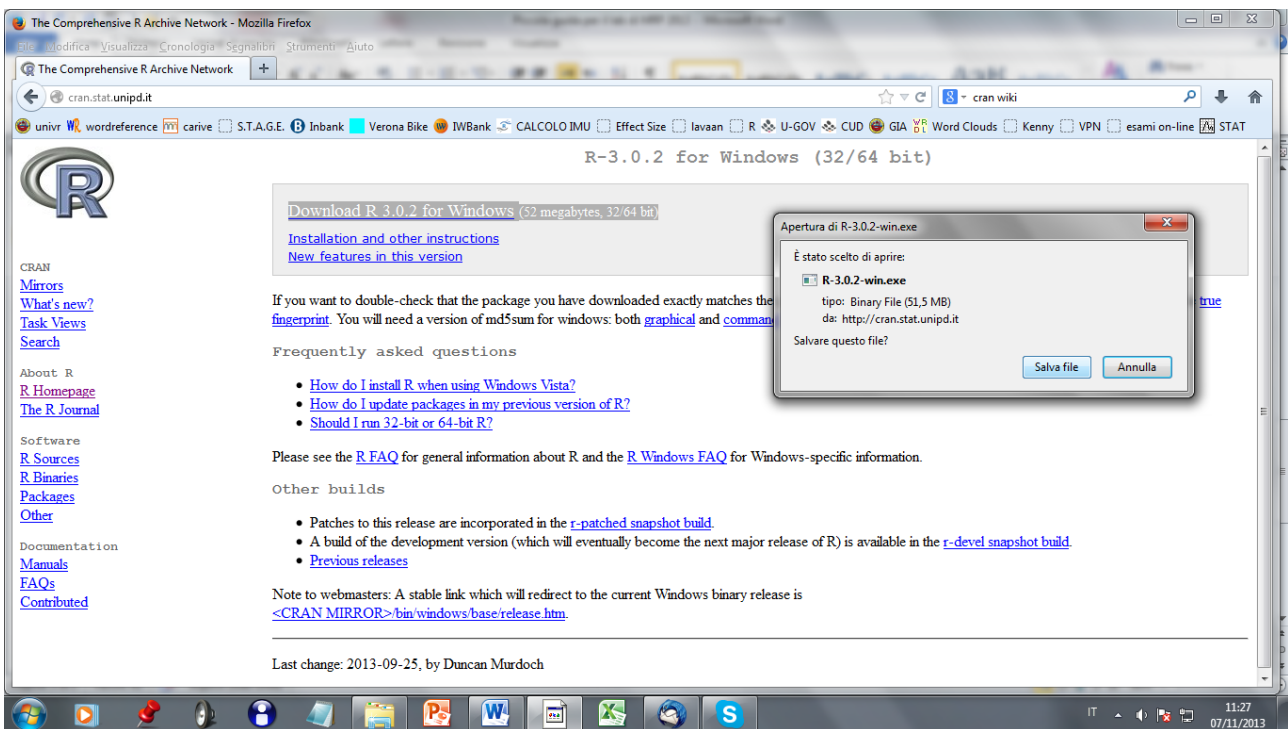 The Comprehensive R Archive Network - Mozilla Firefox
Modifica Visualizza Cronologia Segnalibri Strumenti Aiuto
The Comprehensive R Archive Network +
cran.stat.unipd.it
cran wiki
univr wordreference carive S.T.A.G.E. Inbank Verona Bike IWBank CALCOLO IMU Effect Size lavaan R U-GOV CUD GIA Word Clouds Kenny VPN esami on-line STAT
R-3.0.2 for Windows (32/64 bit)
Download R 3.0.2 for Windows (52 megabytes, 32/64 bit)
Installation and other instructions
New features in this version
If you want to double-check that the package you have downloaded exactly matches the
true
fingerprint. You will need a version of md5sum for windows: both graphical and
Frequently asked questions
How do I install R when using Windows Vista?
How do I update packages in my previous version of R?
Should I run 32-bit or 64-bit R?
Please see the R FAQ for general information about R and the R Windows FAQ for Windows-specific information.
Other builds
Patches to this release are incorporated in the r-patched snapshot build.
A build of the development version (which will eventually become the next major release of R) is available in the r-devel snapshot build.
Previous releases
Note to webmasters: A stable link which will redirect to the current Windows binary release is
<CRAN MIRROR>/bin/windows/base/release.htm.
Last change: 2013-09-25, by Duncan Murdoch
R
CRAN
Mirrors
What's new?
Task Views
Search
About R
R Homepage
The R Journal
Software
R Sources
R Binaries
Packages
Other
Documentation
Manuals
FAQs
Contributed
Apertura di R-3.0.2-win.exe
È stato scelto di aprire:
R-3.0.2-win.exe
tipo: Binary File (51,5 MB)
da: http://cran.stat.unipd.it
Salvare questo file?
Salva file Annulla
IT
11:27
07/11/2013